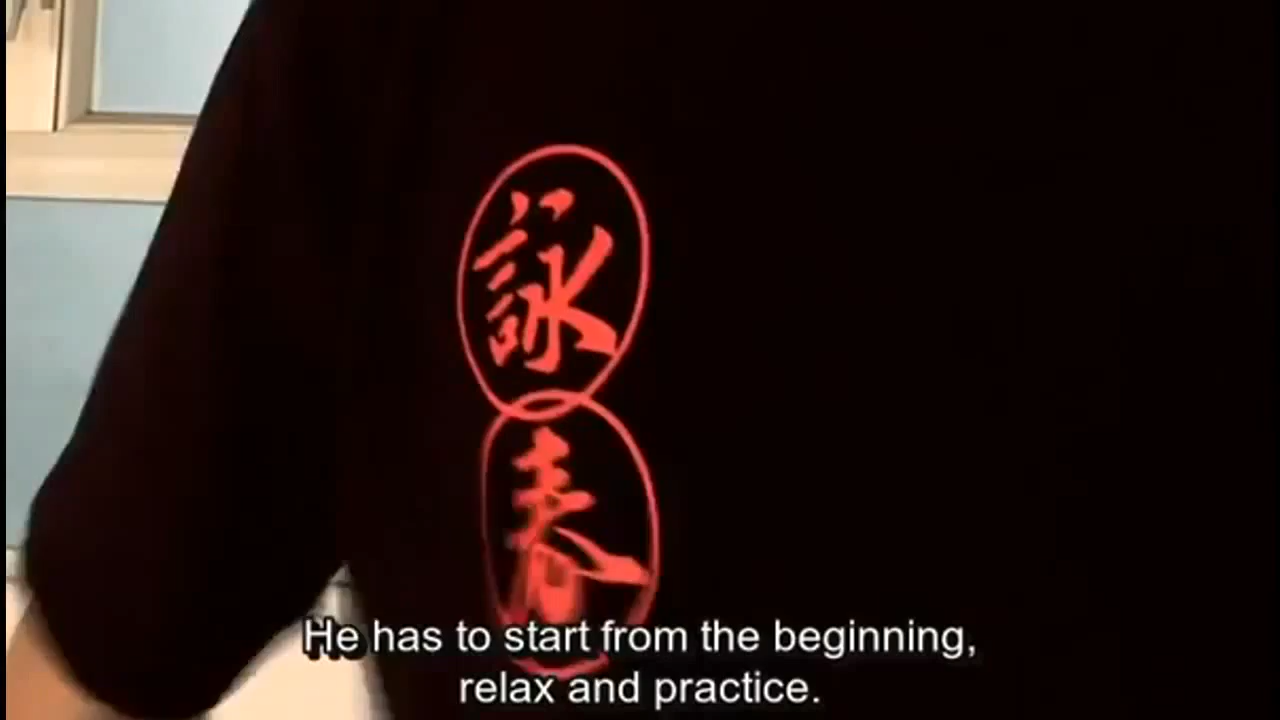 詠
春
He has to start from the beginning,
relax and practice.